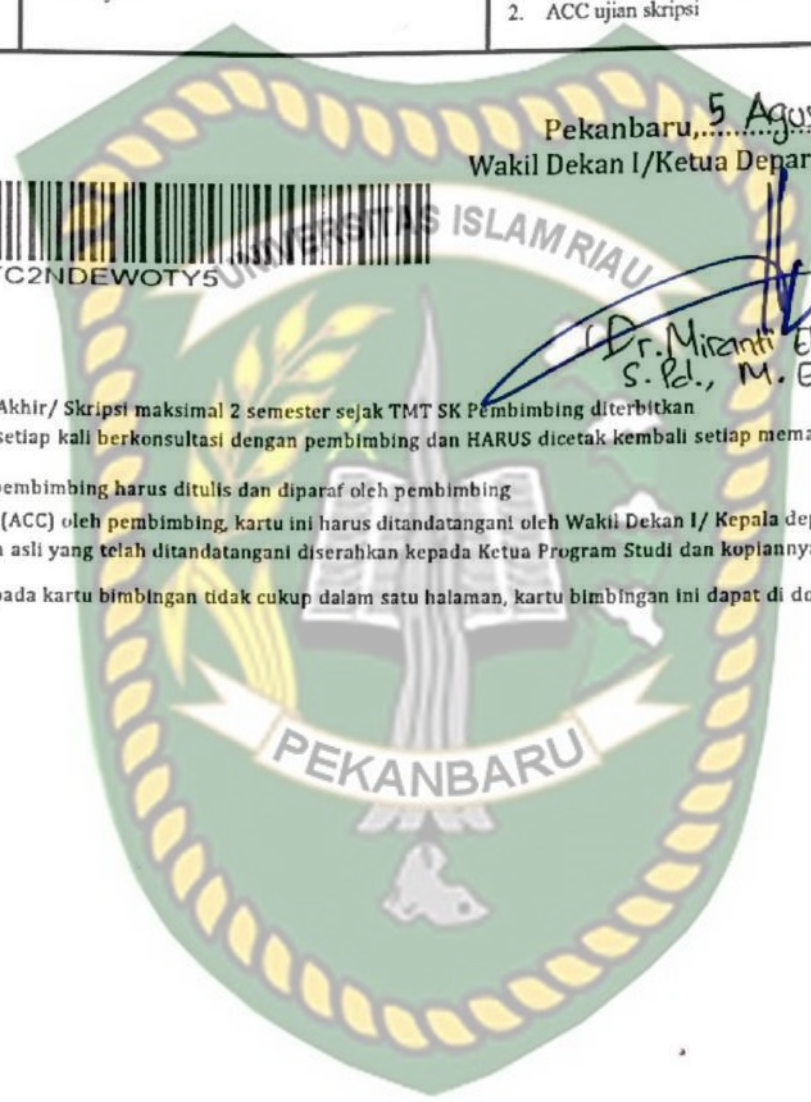 2. ACC ujian skripsi
Pekanbaru,.....5 Agus
Wakil Dekan I/Ketua Depar
UNIVERSITAS ISLAM RIAU
C2NDEWOTY5
(Dr. Miranti
S. Pd., M.
Akhir/ Skripsi maksimal 2 semester sejak TMT SK Pembimbing diterbitkan
setiap kali berkonsultasi dengan pembimbing dan HARUS dicetak kembali setiap mema
pembimbing harus ditulis dan diparaf oleh pembimbing
(ACC) oleh pembimbing, kartu ini harus ditandatangani oleh Wakil Dekan I/ Kepala dep
asli yang telah ditandatangani diserahkan kepada Ketua Program Studi dan kopiannya
pada kartu bimbingan tidak cukup dalam satu halaman, kartu bimbingan ini dapat di do
PEKANBARU